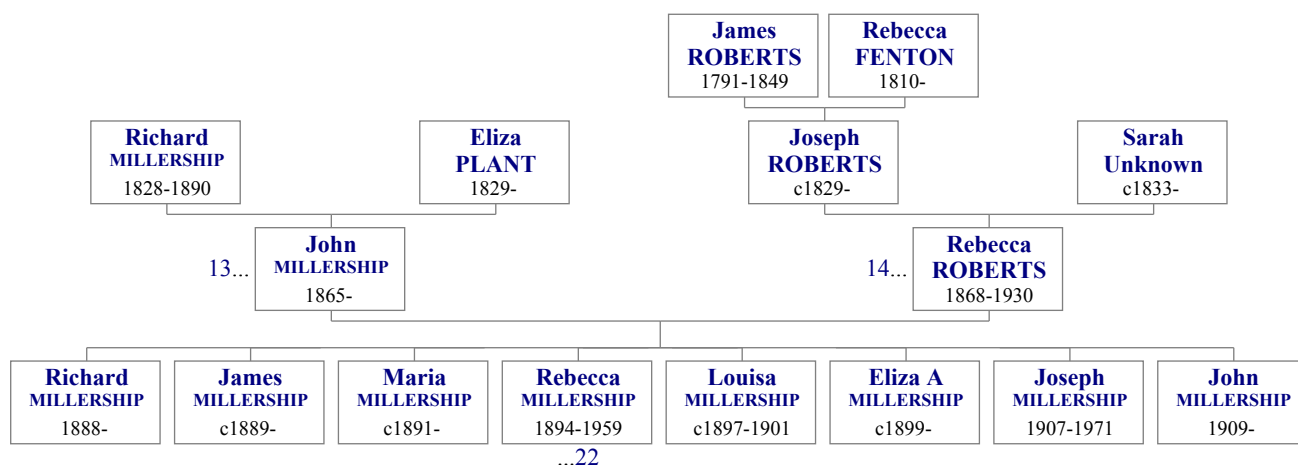 James
ROBERTS
1791-1849
Rebecca
FENTON
1810-
Richard
MILLERSHIP
1828-1890
Eliza
PLANT
1829-
Joseph
ROBERTS
c1829-
Sarah
Unknown
c1833-
13...
John
MILLERSHIP
1865-
14...
Rebecca
ROBERTS
1868-1930
Richard
MILLERSHIP
1888-
James
MILLERSHIP
c1889-
Maria
MILLERSHIP
c1891-
Rebecca
MILLERSHIP
1894-1959
...22
Louisa
MILLERSHIP
c1897-1901
Eliza A
MILLERSHIP
c1899-
Joseph
MILLERSHIP
1907-1971
John
MILLERSHIP
1909-